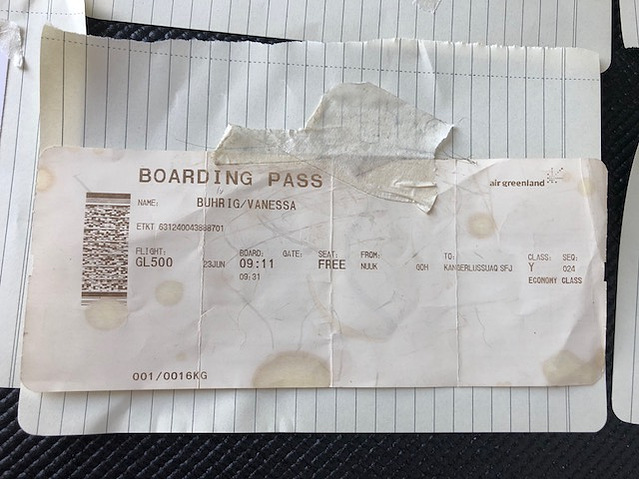 BOARDING PASS
air greenland
NAME: BUHRIG/VANESSA
ETKT 631240043888701
FLIGHT: BOARD: GATE: SEAT: FROM: TO: CLASS: SEQ:
GL500 23JUN 09:11 FREE NUUK GOH KANGERLUSSUAQ SFJ Y 024
09:31 ECONOMY CLASS
001/0016KG